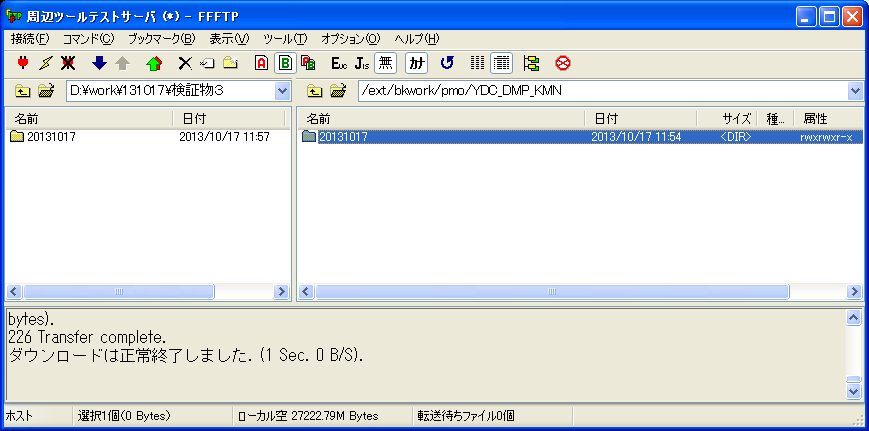 周辺ツールテストサーバ (*) - FFFTP
接続(F) コマンド(C) ブックマーク(B) 表示(V) ツール(T) オプション(O) ヘルプ(H)
A B EUC JIS 無 カナ
D:¥work¥131017¥検証物3 /ext/bkwork/pmo/YDC_DMP_KMN
名前 日付 名前 日付 サイズ 種... 属性
20131017 2013/10/17 11:57 20131017 2013/10/17 11:54 <DIR> rwxrwxr-x
bytes).
226 Transfer complete.
ダウンロードは正常終了しました. (1 Sec. 0 B/S).
ホスト 選択1個(0 Bytes) ローカル空 27222.79M Bytes 転送待ちファイル0個